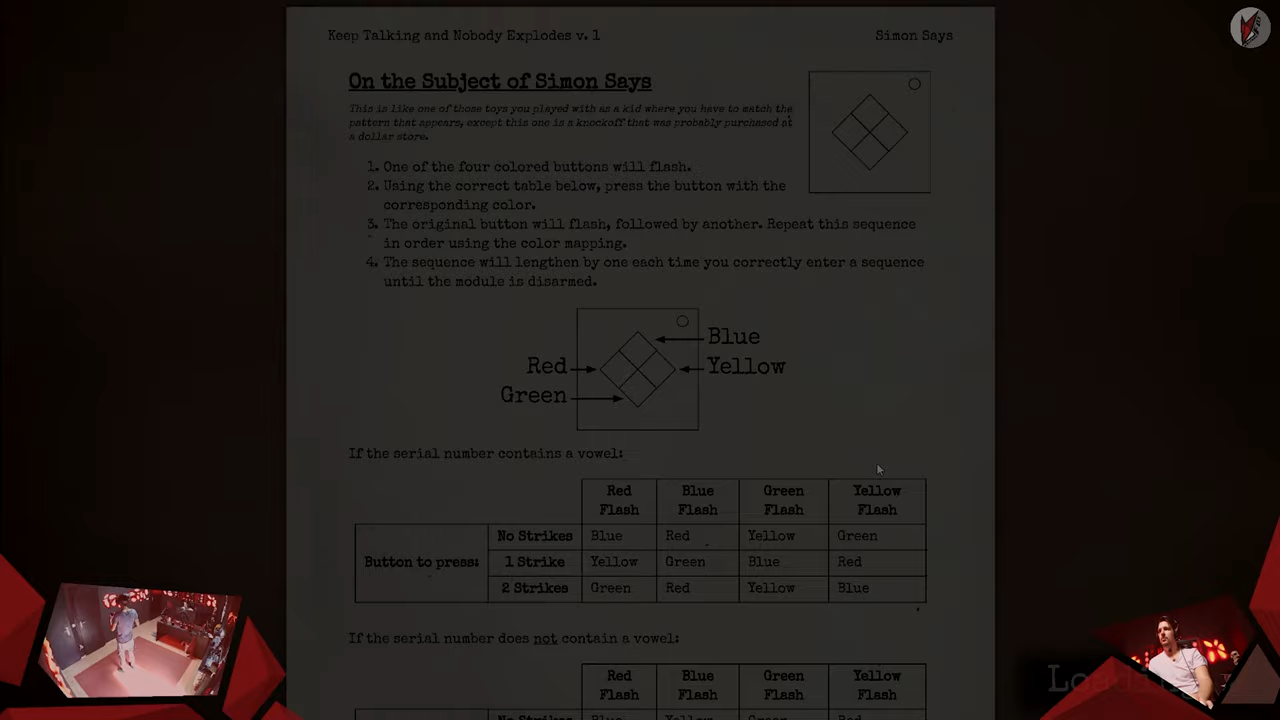 Keep Talking and Nobody Explodes v. 1 Simon Says
On the Subject of Simon Says
This is like one of those toys you played with as a kid where you have to match the
pattern that appears, except this one is a knockoff that was probably purchased at
a dollar store.
1. One of the four colored buttons will flash.
2. Using the correct table below, press the button with the
corresponding color.
3. The original button will flash, followed by another. Repeat this sequence
in order using the color mapping.
4. The sequence will lengthen by one each time you correctly enter a sequence
until the module is disarmed.
Blue
Red Yellow
Green
If the serial number contains a vowel:
Red Blue Green Yellow
Flash Flash Flash Flash
No Strikes Blue Red Yellow Green
Button to press: 1 Strike Yellow Green Blue Red
2 Strikes Green Red Yellow Blue
If the serial number does not contain a vowel:
Red Blue Green Yellow
Flash Flash Flash Flash
No Strikes Blue Yellow Green Red